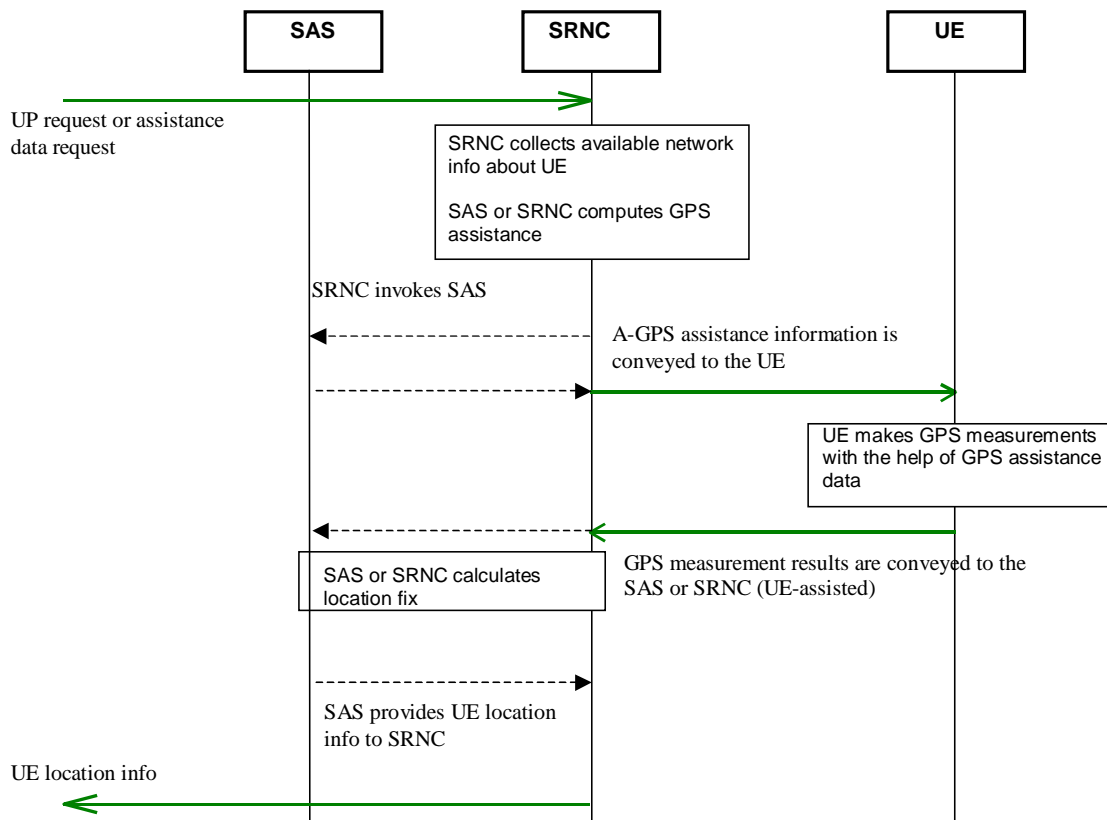 SAS
SRNC
UE
UP request or assistance
data request
SRNC collects available network
info about UE
SAS or SRNC computes GPS
assistance
SRNC invokes SAS
A-GPS assistance information is
conveyed to the UE
UE makes GPS measurements
with the help of GPS assistance
data
GPS measurement results are conveyed to the
SAS or SRNC (UE-assisted)
SAS or SRNC calculates
location fix
SAS provides UE location
info to SRNC
UE location info